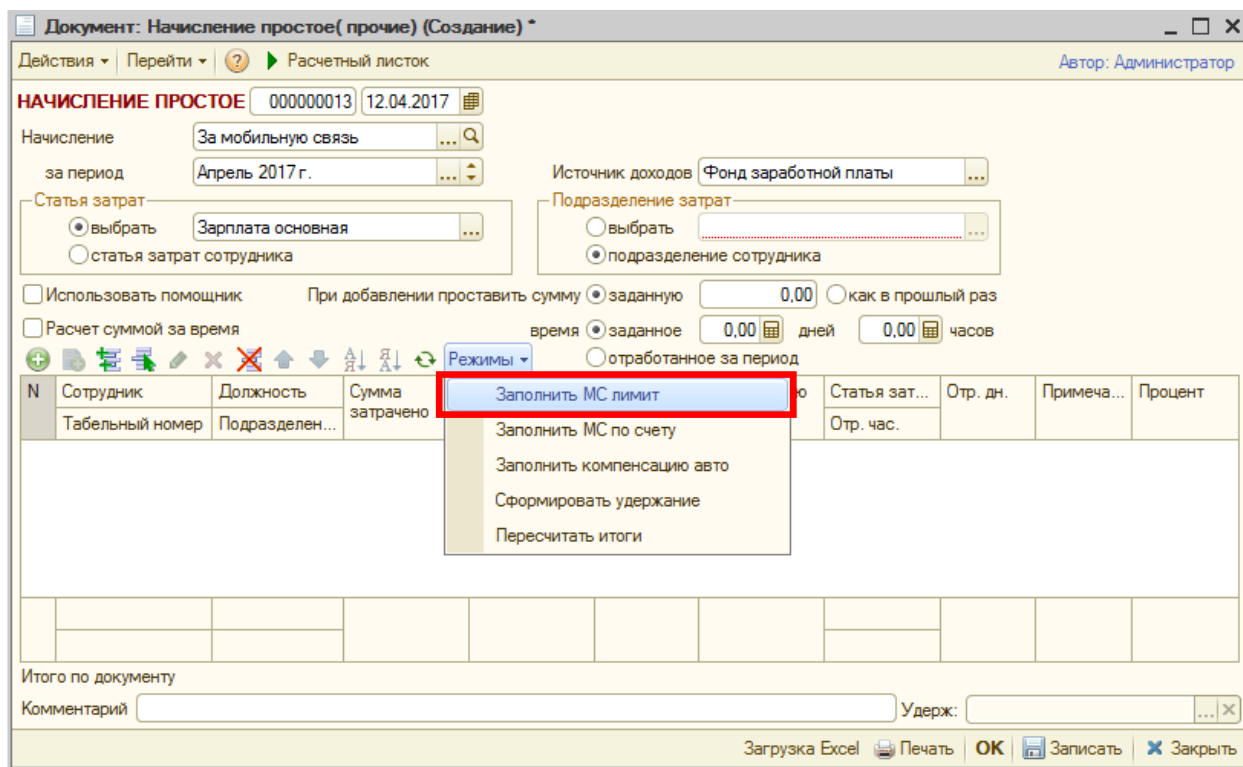 Документ: Начисление простое( прочие) (Создание) *
Действия Перейти ? Расчетный листок Автор: Администратор
НАЧИСЛЕНИЕ ПРОСТОЕ 000000013 12.04.2017
Начисление За мобильную связь ...
за период Апрель 2017 г. ... Источник доходов Фонд заработной платы ...
Статья затрат Подразделение затрат
выбрать Зарплата основная ... выбрать ...
статья затрат сотрудника подразделение сотрудника
Использовать помощник При добавлении проставить сумму заданную 0,00 как в прошлый раз
Расчет суммой за время время заданное 0,00 дней 0,00 часов
Режимы отработанное за период
N Сотрудник Должность Сумма затрачено Статья зат... Отр. дн. Примеча... Процент
Табельный номер Подразделен... Отр. час.
Заполнить МС лимит
Заполнить МС по счету
Заполнить компенсацию авто
Сформировать удержание
Пересчитать итоги
Итого по документу
Комментарий Удерж: ...
Загрузка Excel Печать OK Записать Закрыть